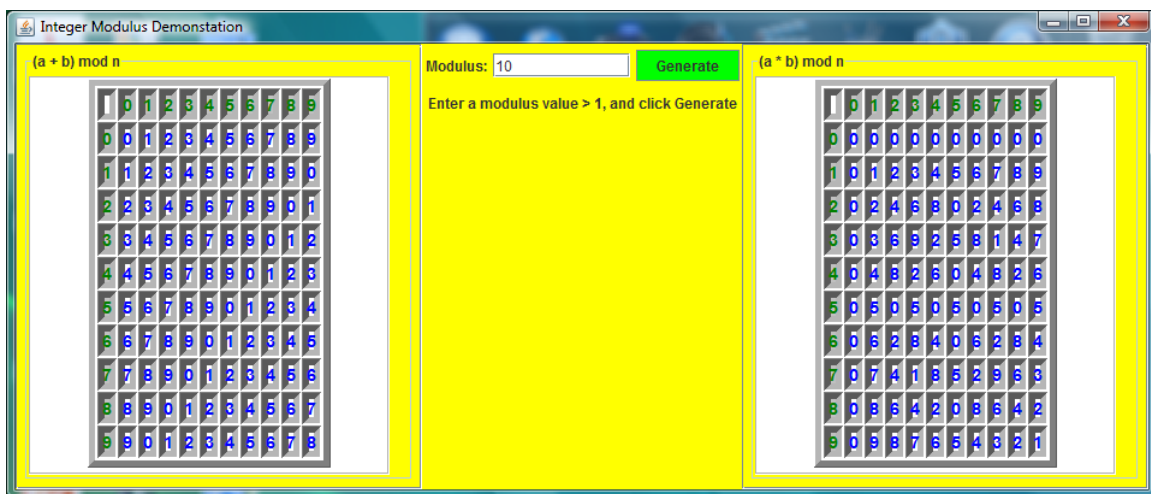 Integer Modulus Demonstation
(a + b) mod n
0 1 2 3 4 5 6 7 8 9
0 0 1 2 3 4 5 6 7 8 9
1 1 2 3 4 5 6 7 8 9 0
2 2 3 4 5 6 7 8 9 0 1
3 3 4 5 6 7 8 9 0 1 2
4 4 5 6 7 8 9 0 1 2 3
5 5 6 7 8 9 0 1 2 3 4
6 6 7 8 9 0 1 2 3 4 5
7 7 8 9 0 1 2 3 4 5 6
8 8 9 0 1 2 3 4 5 6 7
9 9 0 1 2 3 4 5 6 7 8
Modulus: 10 Generate
Enter a modulus value > 1, and click Generate
(a * b) mod n
0 1 2 3 4 5 6 7 8 9
0 0 0 0 0 0 0 0 0 0 0
1 0 1 2 3 4 5 6 7 8 9
2 0 2 4 6 8 0 2 4 6 8
3 0 3 6 9 2 5 8 1 4 7
4 0 4 8 2 6 0 4 8 2 6
5 0 5 0 5 0 5 0 5 0 5
6 0 6 2 8 4 0 6 2 8 4
7 0 7 4 1 8 5 2 9 6 3
8 0 8 6 4 2 0 8 6 4 2
9 0 9 8 7 6 5 4 3 2 1